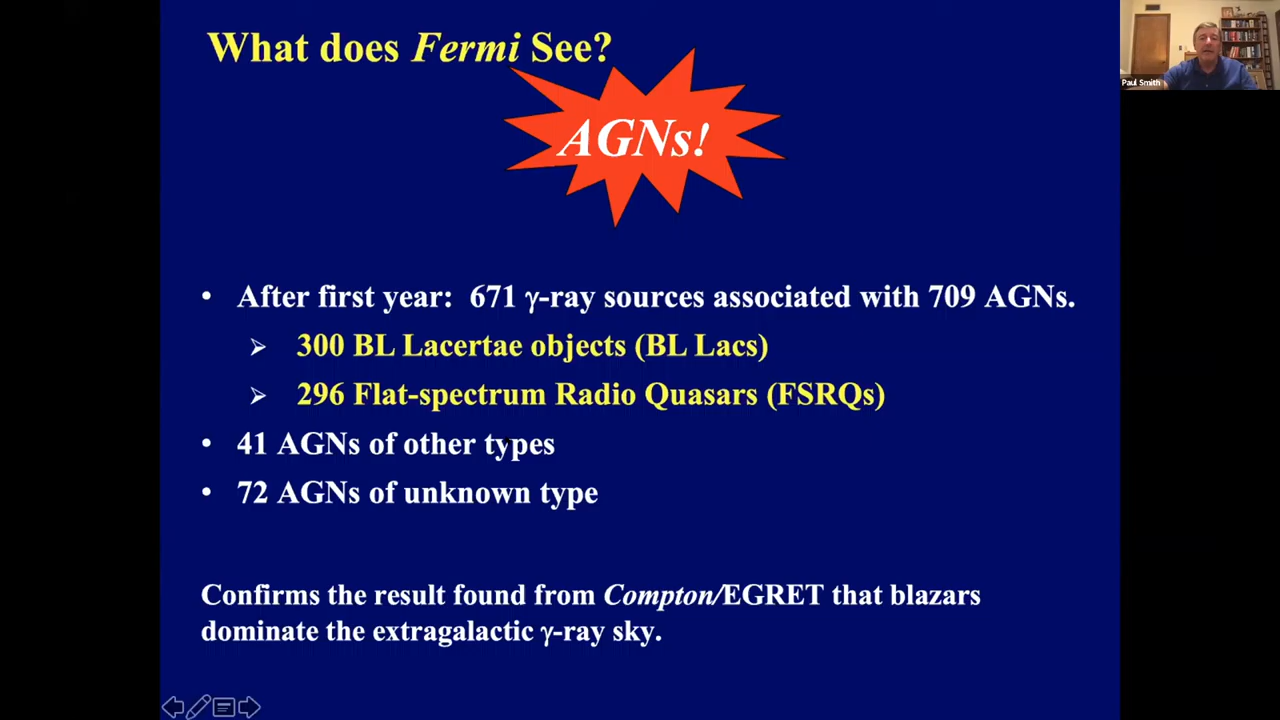 What does Fermi See?
AGNs!
Paul Smith
• After first year: 671 γ-ray sources associated with 709 AGNs.
➢ 300 BL Lacertae objects (BL Lacs)
➢ 296 Flat-spectrum Radio Quasars (FSRQs)
• 41 AGNs of other types
• 72 AGNs of unknown type
Confirms the result found from Compton/EGRET that blazars
dominate the extragalactic γ-ray sky.